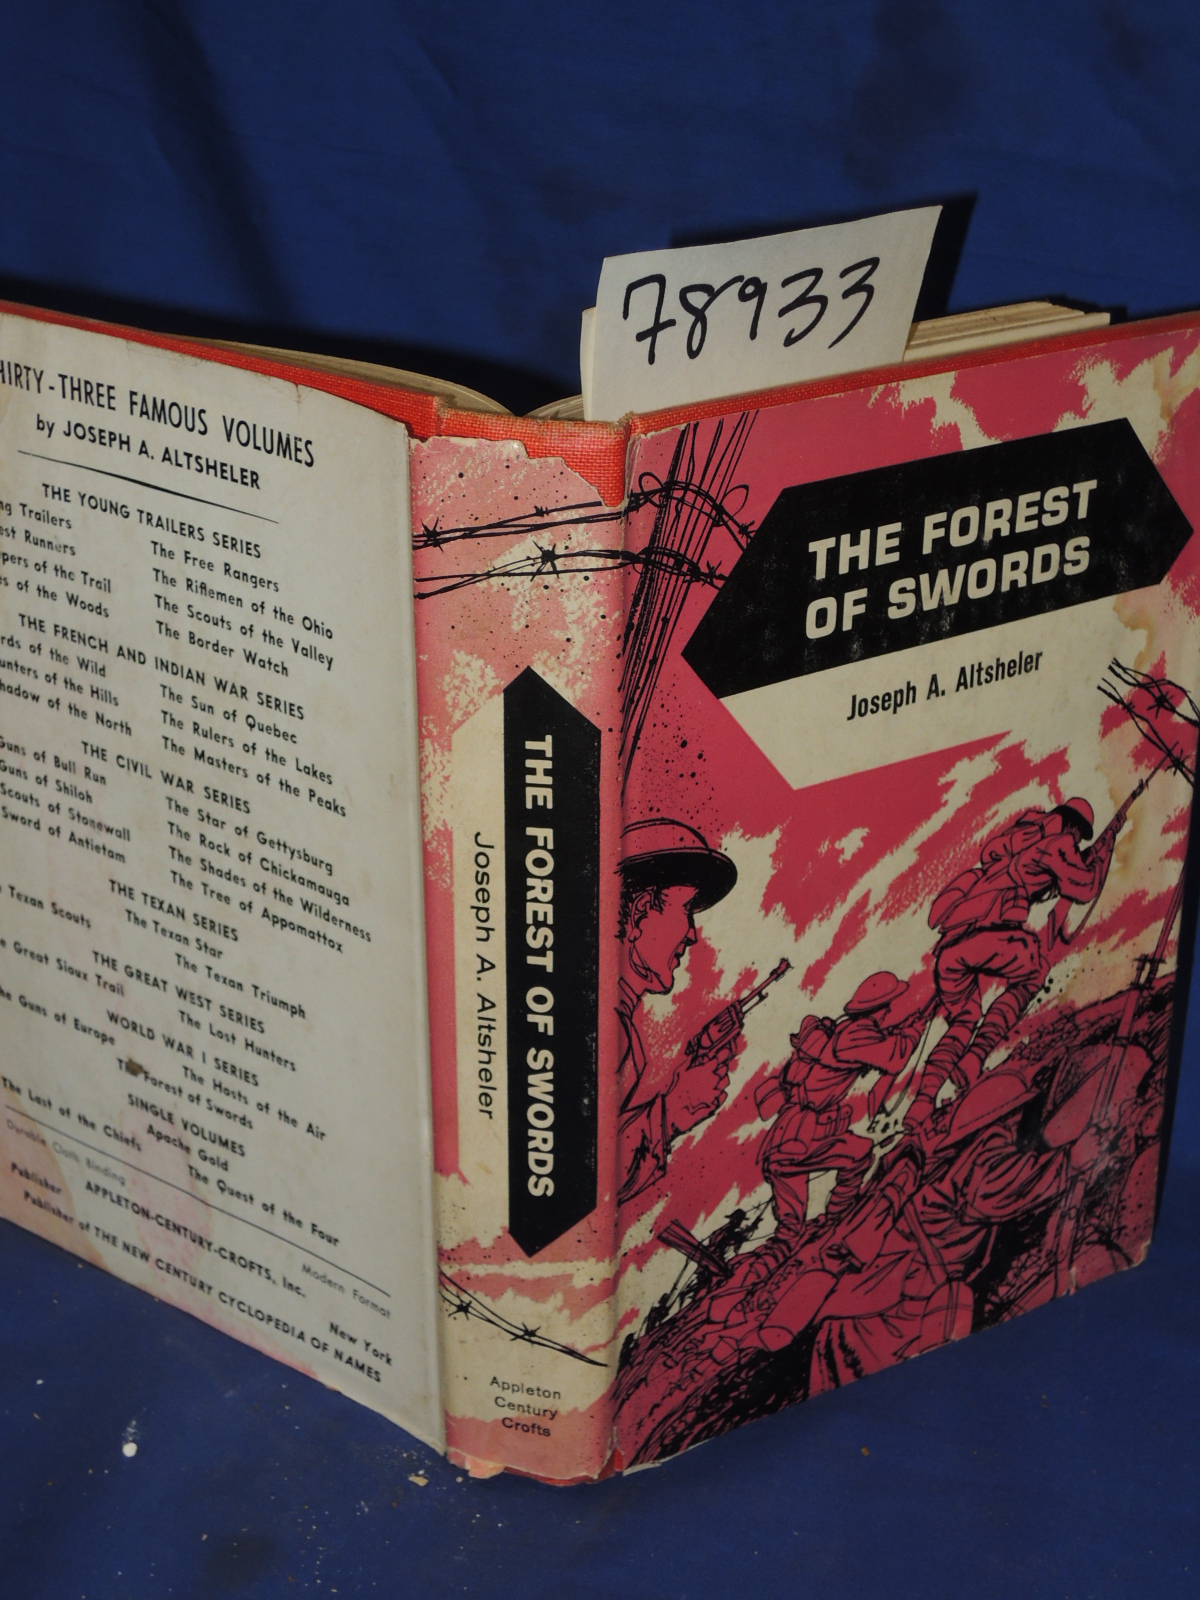 78933
THIRTY-THREE FAMOUS VOLUMES
by JOSEPH A. ALTSHELER
THE YOUNG TRAILERS SERIES
Trailers
Runners
of the Trail
of the Woods
The Free Rangers
The Riflemen of the Ohio
The Scouts of the Valley
The Border Watch
THE FRENCH AND INDIAN WAR SERIES
of the Wild
of the Hills
of the North
The Sun of Quebec
The Rulers of the Lakes
The Masters of the Peaks
THE CIVIL WAR SERIES
Guns of Bull Run
Guns of Shiloh
Scouts of Stonewall
Sword of Antietam
The Star of Gettysburg
The Rock of Chickamauga
The Shades of the Wilderness
The Tree of Appomattox
THE TEXAN SERIES
Texan Scouts
The Texan Star
The Texan Triumph
THE GREAT WEST SERIES
Great Sioux Trail
The Lost Hunters
WORLD WAR I SERIES
The Guns of Europe
The Hosts of the Air
The Forest of Swords
SINGLE VOLUMES
Apache Gold
The Last of the Chiefs
The Quest of the Four
Durable Cloth Binding
Modern Format
APPLETON-CENTURY-CROFTS, Inc.
Publisher
New York
Publisher of THE NEW CENTURY CYCLOPEDIA OF NAMES
THE FOREST OF SWORDS
Joseph A. Altsheler
Appleton
Century
Crofts
THE FOREST
OF SWORDS
Joseph A. Altsheler